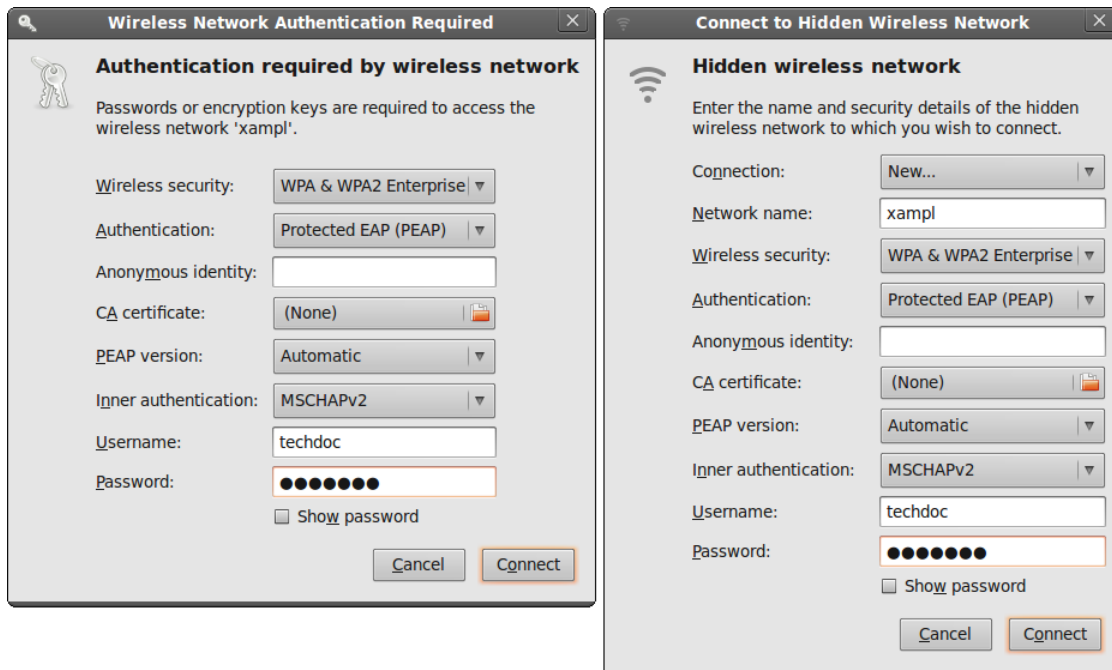 Wireless Network Authentication Required
Authentication required by wireless network
Passwords or encryption keys are required to access the
wireless network 'xampl'.
Wireless security: WPA & WPA2 Enterprise
Authentication: Protected EAP (PEAP)
Anonymous identity:
CA certificate: (None)
PEAP version: Automatic
Inner authentication: MSCHAPv2
Username: techdoc
Password: ●●●●●●●
Show password
Cancel Connect
Connect to Hidden Wireless Network
Hidden wireless network
Enter the name and security details of the hidden
wireless network to which you wish to connect.
Connection: New...
Network name: xampl
Wireless security: WPA & WPA2 Enterprise
Authentication: Protected EAP (PEAP)
Anonymous identity:
CA certificate: (None)
PEAP version: Automatic
Inner authentication: MSCHAPv2
Username: techdoc
Password: ●●●●●●●
Show password
Cancel Connect